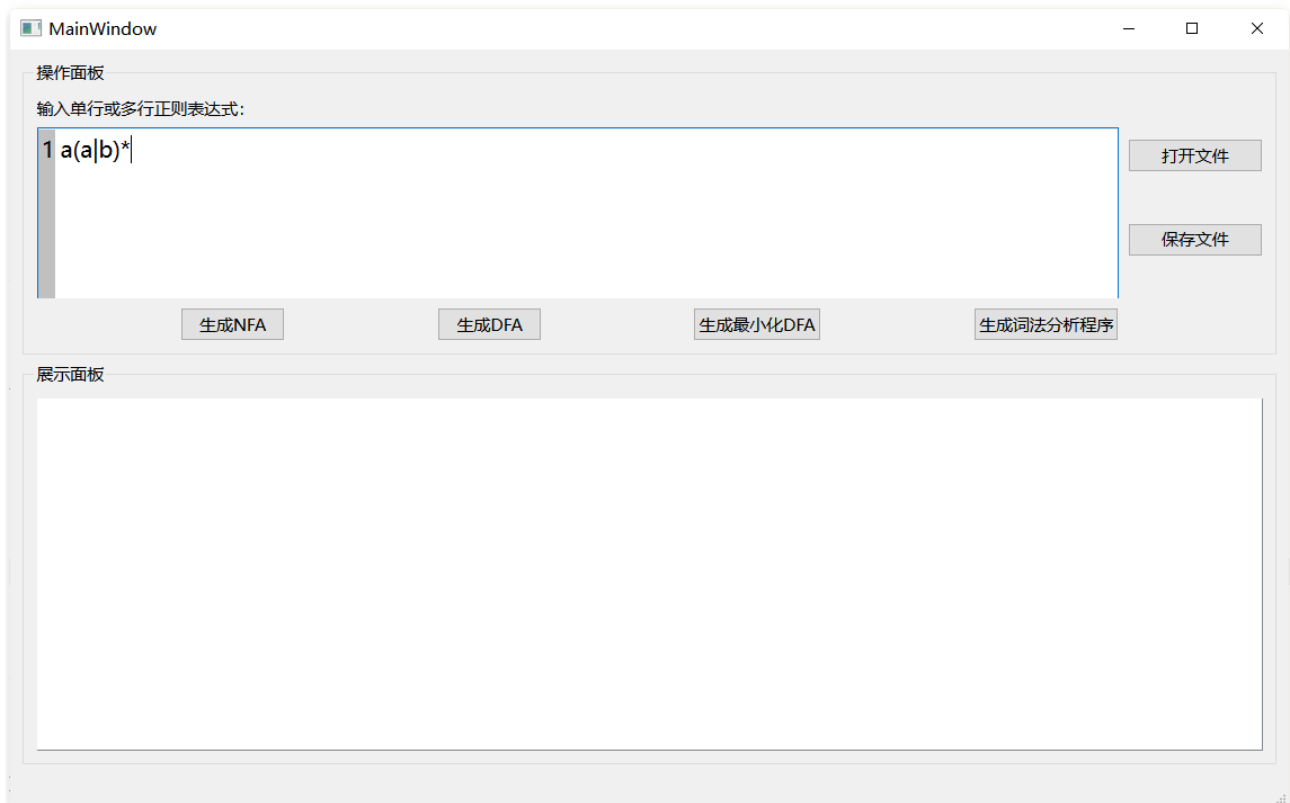 MainWindow
操作面板
输入单行或多行正则表达式:
1 a(a|b)*
打开文件
保存文件
生成NFA 生成DFA 生成最小化DFA 生成词法分析程序
展示面板